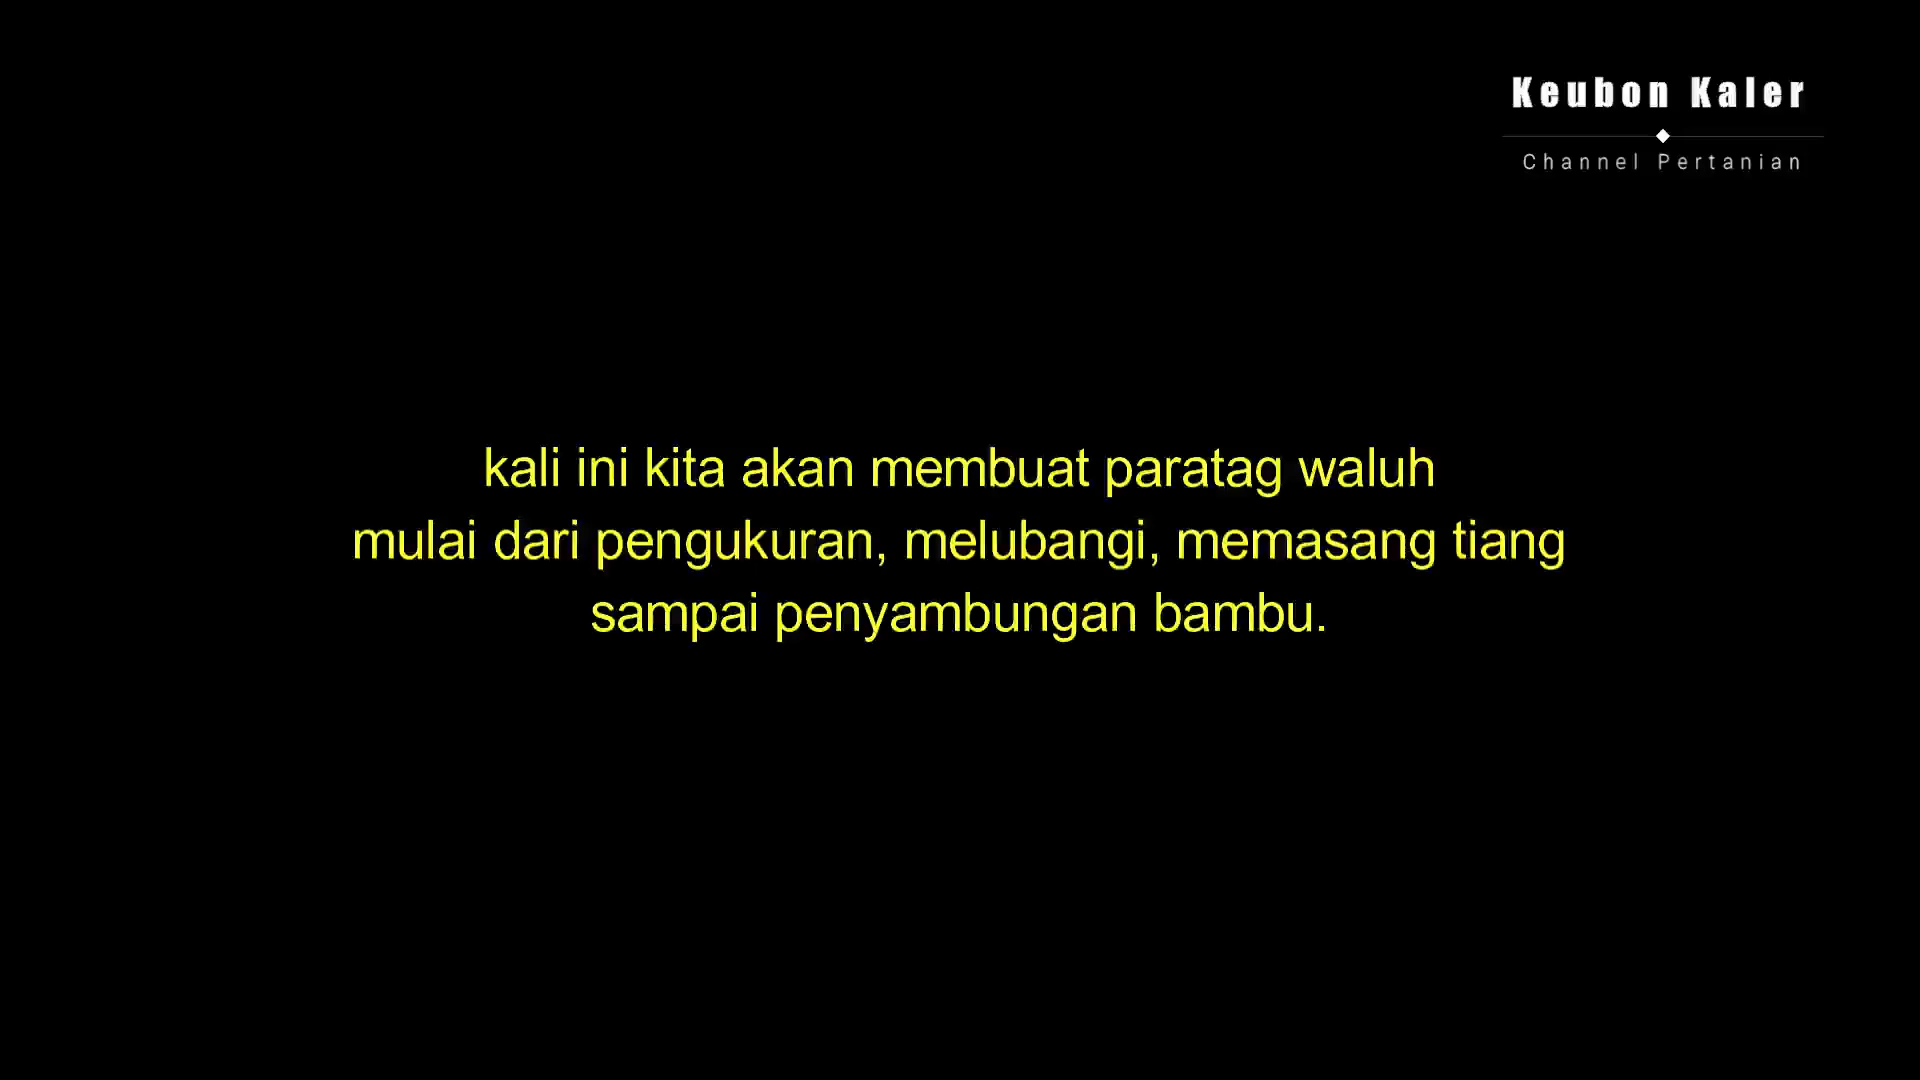 Keubon Kaler
Channel Pertanian
kali ini kita akan membuat paratag waluh
mulai dari pengukuran, melubangi, memasang tiang
sampai penyambungan bambu.